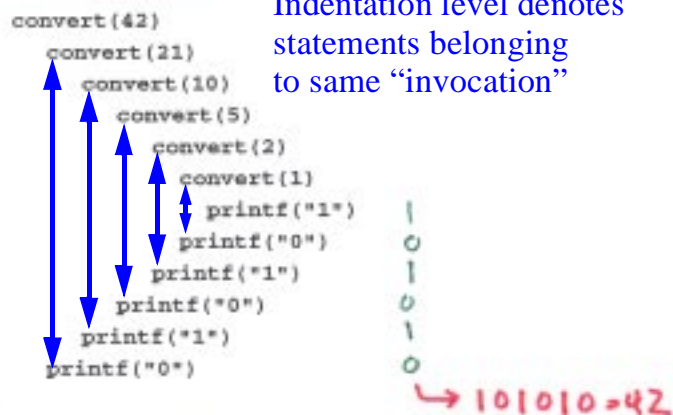 Indentation level denotes
statements belonging
to same “invocation”
convert(42)
convert(21)
convert(10)
convert(5)
convert(2)
convert(1)
printf("1") 1
printf("0") 0
printf("1") 1
printf("0") 0
printf("1") 1
printf("0") 0
101010=42